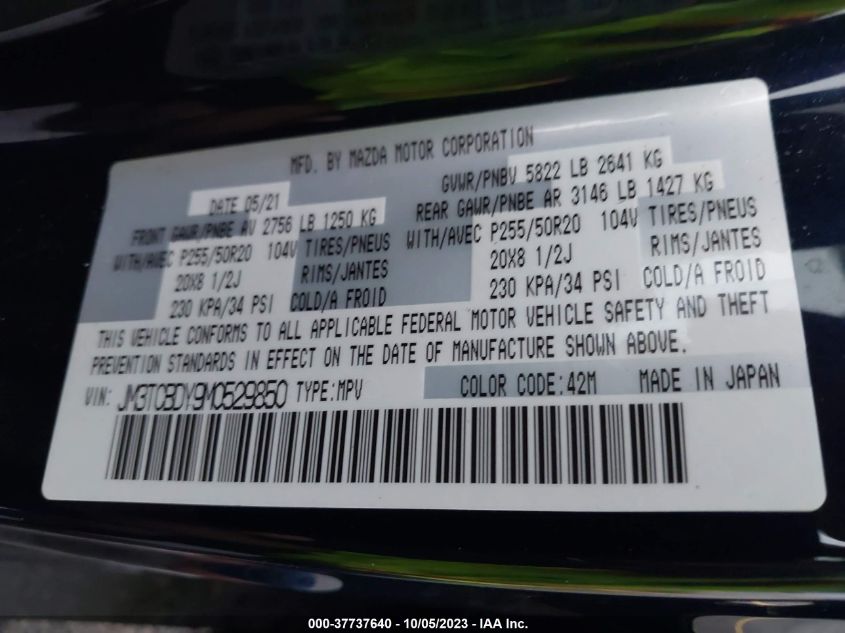 MFD. BY MAZDA MOTOR CORPORATION
DATE 05/21
GVWR/PNBV 5822 LB 2641 KG
FRONT GAWR/PNBE AV 2756 LB 1250 KG
REAR GAWR/PNBE AR 3146 LB 1427 KG
WITH/AVEC P255/50R20 104V TIRES/PNEUS
WITH/AVEC P255/50R20 104V TIRES/PNEUS
20X8 1/2J RIMS/JANTES
20X8 1/2J RIMS/JANTES
230 KPA/34 PSI COLD/A FROID
230 KPA/34 PSI COLD/A FROID
THIS VEHICLE CONFORMS TO ALL APPLICABLE FEDERAL MOTOR VEHICLE SAFETY AND THEFT
PREVENTION STANDARDS IN EFFECT ON THE DATE OF MANUFACTURE SHOWN ABOVE.
VIN: JM3TCBDY9M0529850 TYPE:MPV COLOR CODE:42M MADE IN JAPAN
000-37737640 - 10/05/2023 - IAA Inc.